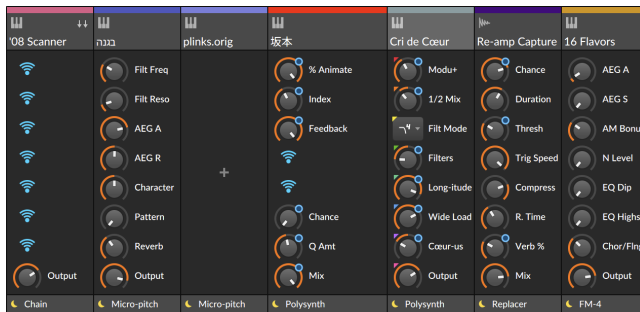 '08 Scanner
Output
Chain
בגנה
Filt Freq
Filt Reso
AEG A
AEG R
Character
Pattern
Reverb
Output
Micro-pitch
plinks.orig
Micro-pitch
坂本
% Animate
Index
Feedback
Chance
Q Amt
Mix
Polysynth
Cri de Cœur
Modu+
1/2 Mix
Filt Mode
Filters
Long-itude
Wide Load
Cœur-us
Output
Polysynth
Re-amp Capture
Chance
Duration
Thresh
Trig Speed
Compress
R. Time
Verb %
Mix
Replacer
16 Flavors
AEG A
AEG S
AM Bonu
N Level
EQ Dip
EQ Highs
Chor/Flng
Output
FM-4